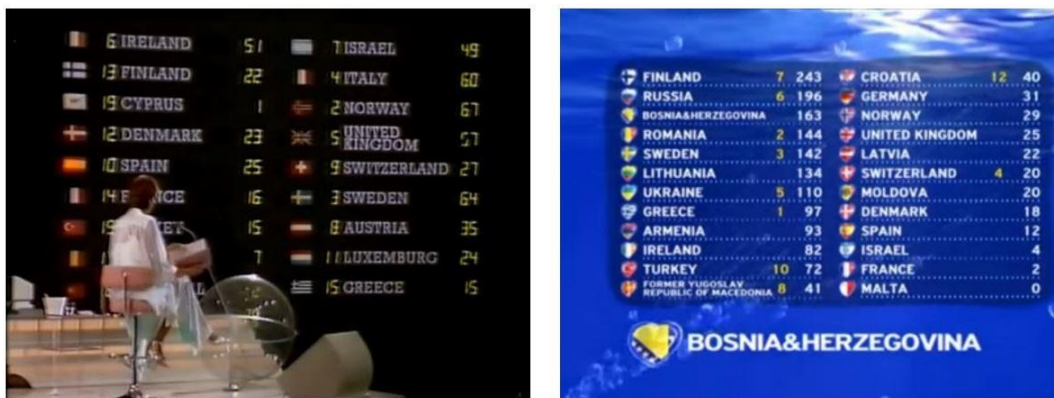 6 IRELAND 51
13 FINLAND 22
19 CYPRUS 1
12 DENMARK 23
10 SPAIN 25
14 16
15
7
7 ISRAEL 49
4 ITALY 60
2 NORWAY 67
5 UNITED KINGDOM 57
9 SWITZERLAND 27
3 SWEDEN 64
8 AUSTRIA 35
11 LUXEMBURG 24
15 GREECE 15
FINLAND 7 243
RUSSIA 6 196
BOSNIA&HERZEGOVINA 163
ROMANIA 2 144
SWEDEN 3 142
LITHUANIA 134
UKRAINE 5 110
GREECE 1 97
ARMENIA 93
IRELAND 82
TURKEY 10 72
FORMER YUGOSLAV
REPUBLIC OF MACEDONIA 8 41
CROATIA 12 40
GERMANY 31
NORWAY 29
UNITED KINGDOM 25
LATVIA 22
SWITZERLAND 4 20
MOLDOVA 20
DENMARK 18
SPAIN 12
ISRAEL 4
FRANCE 2
MALTA 0
BOSNIA&HERZEGOVINA